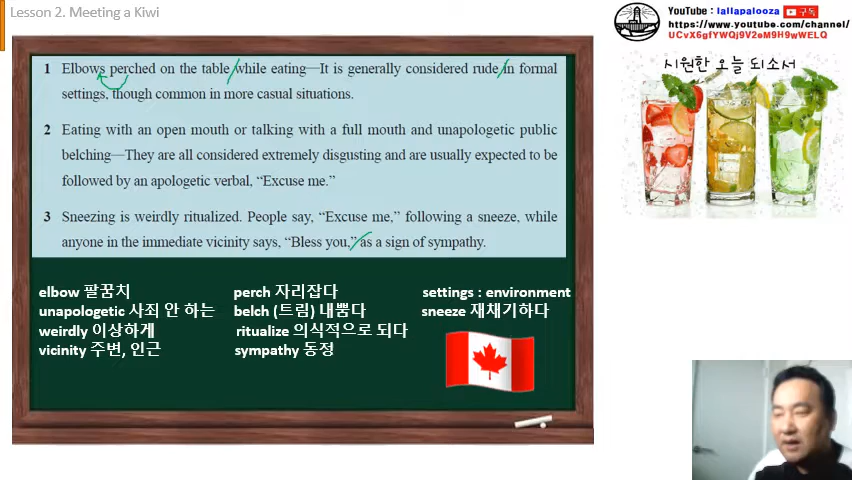 Lesson 2. Meeting a Kiwi
YouTube : lallapalooza 구독
https://www.youtube.com/channel/
UCvX6gfYWQj9V2eM9H9wWELQ
시원한 오늘 되소서
1 Elbows perched on the table while eating—It is generally considered rude in formal
settings, though common in more casual situations.
2 Eating with an open mouth or talking with a full mouth and unapologetic public
belching—They are all considered extremely disgusting and are usually expected to be
followed by an apologetic verbal, “Excuse me.”
3 Sneezing is weirdly ritualized. People say, “Excuse me,” following a sneeze, while
anyone in the immediate vicinity says, “Bless you,” as a sign of sympathy.
elbow 팔꿈치 perch 자리잡다 settings : environment
unapologetic 사죄 안 하는 belch (트림) 내뿜다 sneeze 재채기하다
weirdly 이상하게 ritualize 의식적으로 되다
vicinity 주변, 인근 sympathy 동정